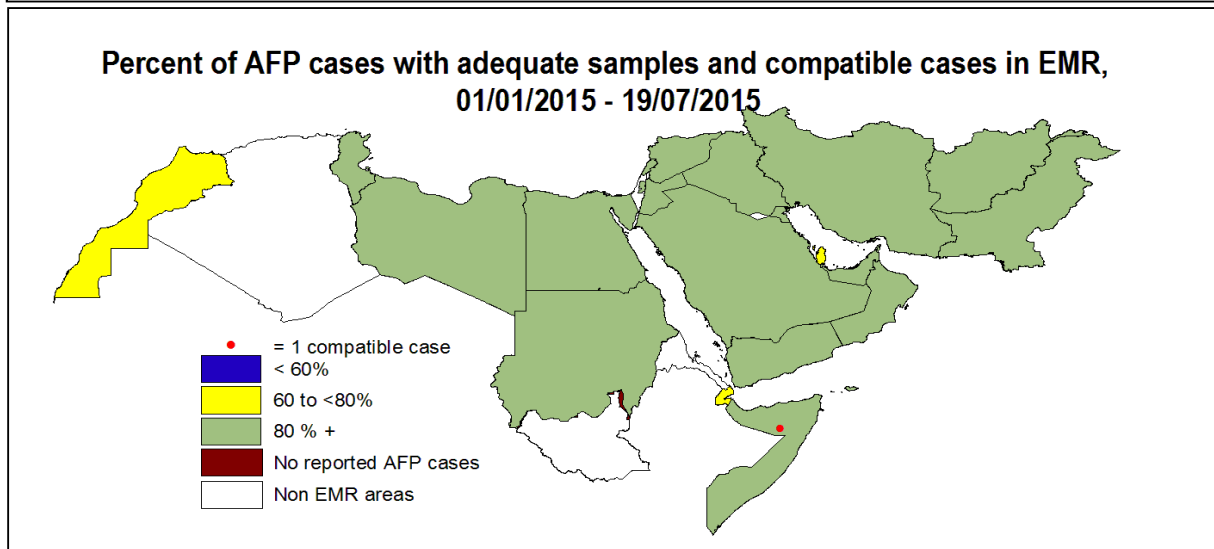 Percent of AFP cases with adequate samples and compatible cases in EMR,
01/01/2015 - 19/07/2015
= 1 compatible case
< 60%
60 to <80%
80 % +
No reported AFP cases
Non EMR areas